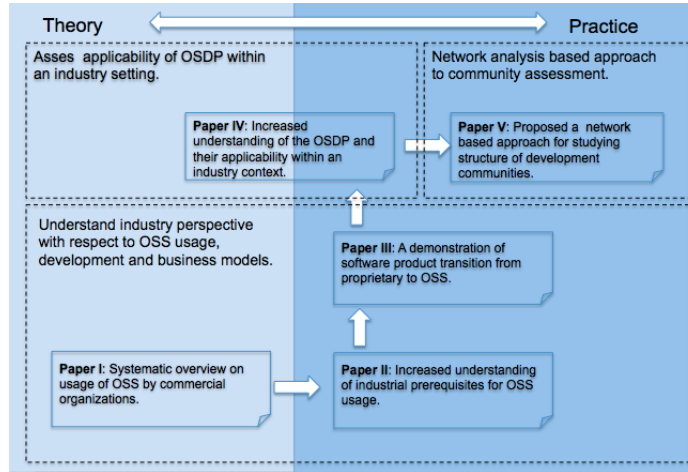 Theory
Practice
Asses applicability of OSDP within
an industry setting.
Network analysis based approach
to community assessment.
Paper IV: Increased
understanding of the OSDP and
their applicability within an
industry context.
Paper V: Proposed a network
based approach for studying
structure of development
communities.
Understand industry perspective
with respect to OSS usage,
development and business models.
Paper III: A demonstration of
software product transition from
proprietary to OSS.
Paper I: Systematic overview on
usage of OSS by commercial
organizations.
Paper II: Increased understanding
of industrial prerequisites for OSS
usage.